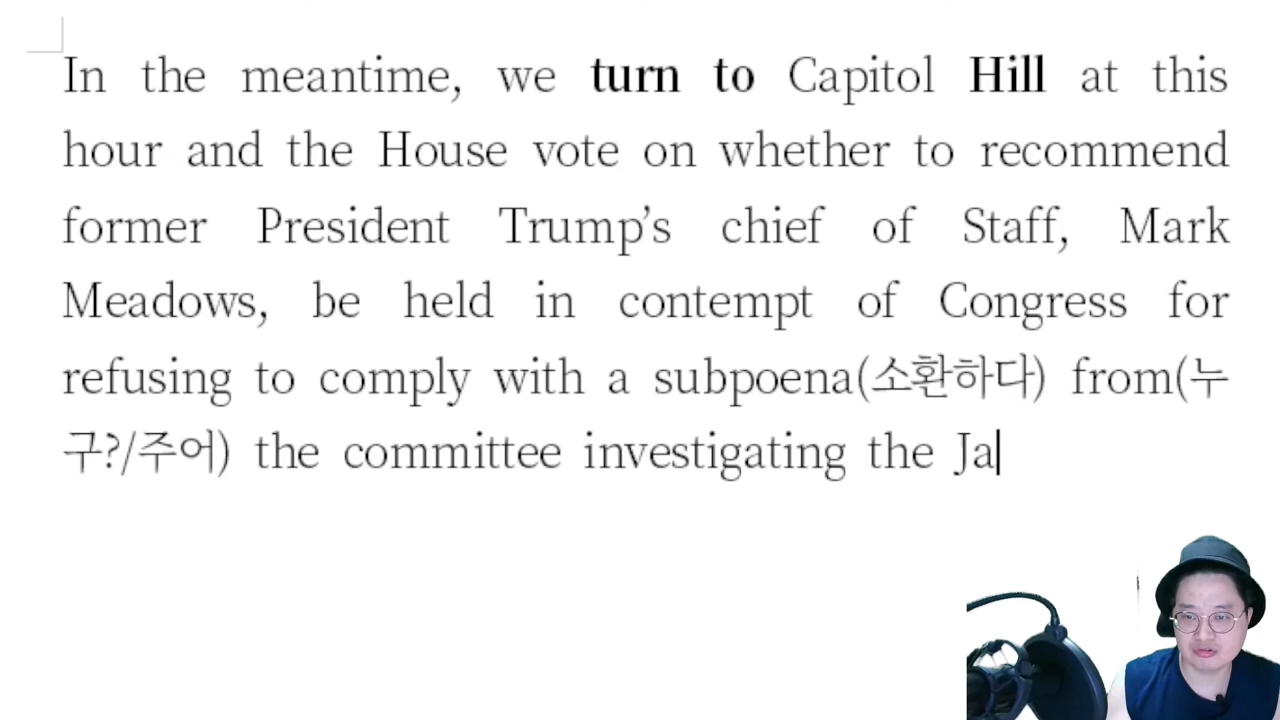 In the meantime, we turn to Capitol Hill at this
hour and the House vote on whether to recommend
former President Trump’s chief of Staff, Mark
Meadows, be held in contempt of Congress for
refusing to comply with a subpoena(소환하다) from(누
구?/주어) the committee investigating the Ja